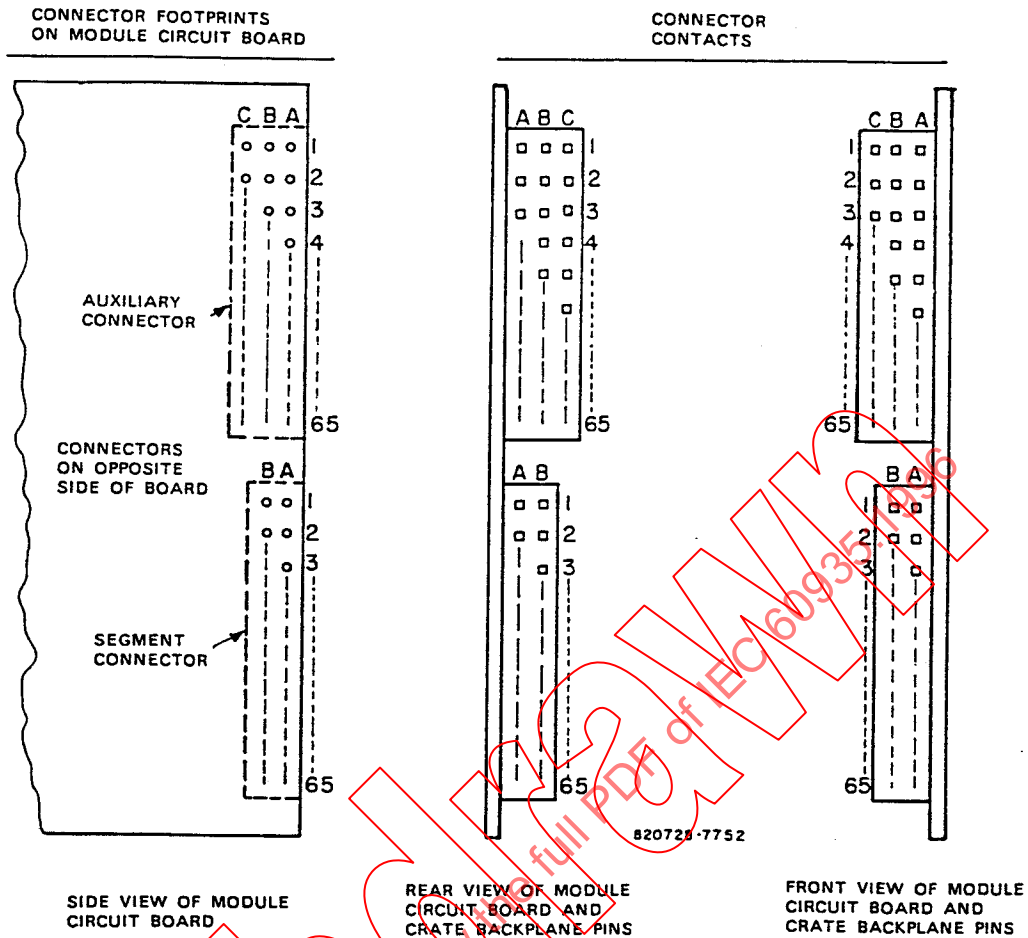 CONNECTOR FOOTPRINTS
ON MODULE CIRCUIT BOARD
CONNECTOR
CONTACTS
C B A
1
2
3
4
65
AUXILIARY
CONNECTOR
CONNECTORS
ON OPPOSITE
SIDE OF BOARD
B A
1
2
3
65
SEGMENT
CONNECTOR
A B C
1
2
3
4
65
A B
1
2
3
65
C B A
1
2
3
4
65
B A
1
2
3
65
820728-7752
SIDE VIEW OF MODULE
CIRCUIT BOARD
REAR VIEW OF MODULE
CIRCUIT BOARD AND
CRATE BACKPLANE PINS
FRONT VIEW OF MODULE
CIRCUIT BOARD AND
CRATE BACKPLANE PINS
drawn
the full PDF of IEC 60935:1996